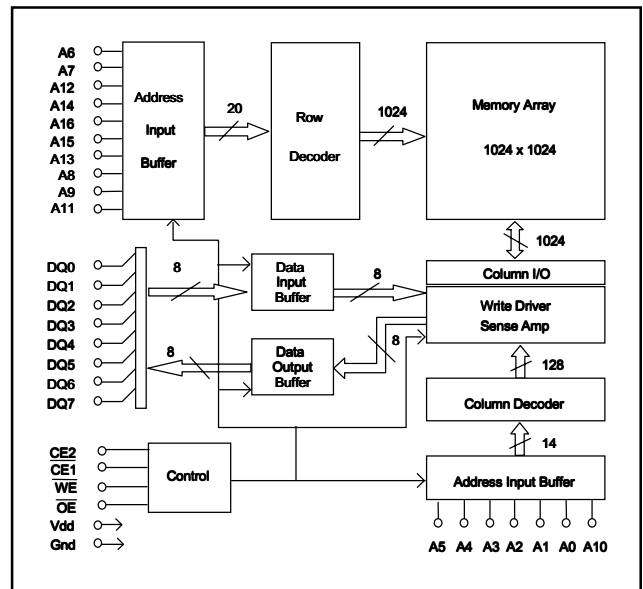 A6
A7
A12
A14
A16
A15
A13
A8
A9
A11
Address
Input
Buffer
20
Row
Decoder
1024
Memory Array
1024 x 1024
1024
DQ0
DQ1
DQ2
DQ3
DQ4
DQ5
DQ6
DQ7
8
Data
Input
Buffer
8
Column I/O
Write Driver
Sense Amp
8
Data
Output
Buffer
8
128
Column Decoder
14
CE2
CE1
WE
OE
Vdd
Gnd
Control
Address Input Buffer
A5 A4 A3 A2 A1 A0 A10